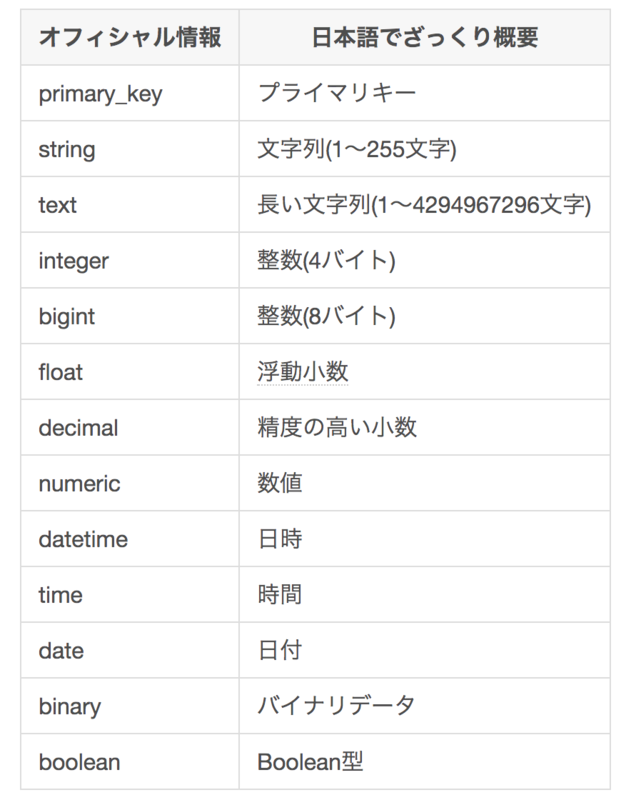 オフィシャル情報 日本語でざっくり概要
primary_key プライマリキー
string 文字列(1〜255文字)
text 長い文字列(1〜4294967296文字)
integer 整数(4バイト)
bigint 整数(8バイト)
float 浮動小数
decimal 精度の高い小数
numeric 数値
datetime 日時
time 時間
date 日付
binary バイナリデータ
boolean Boolean型